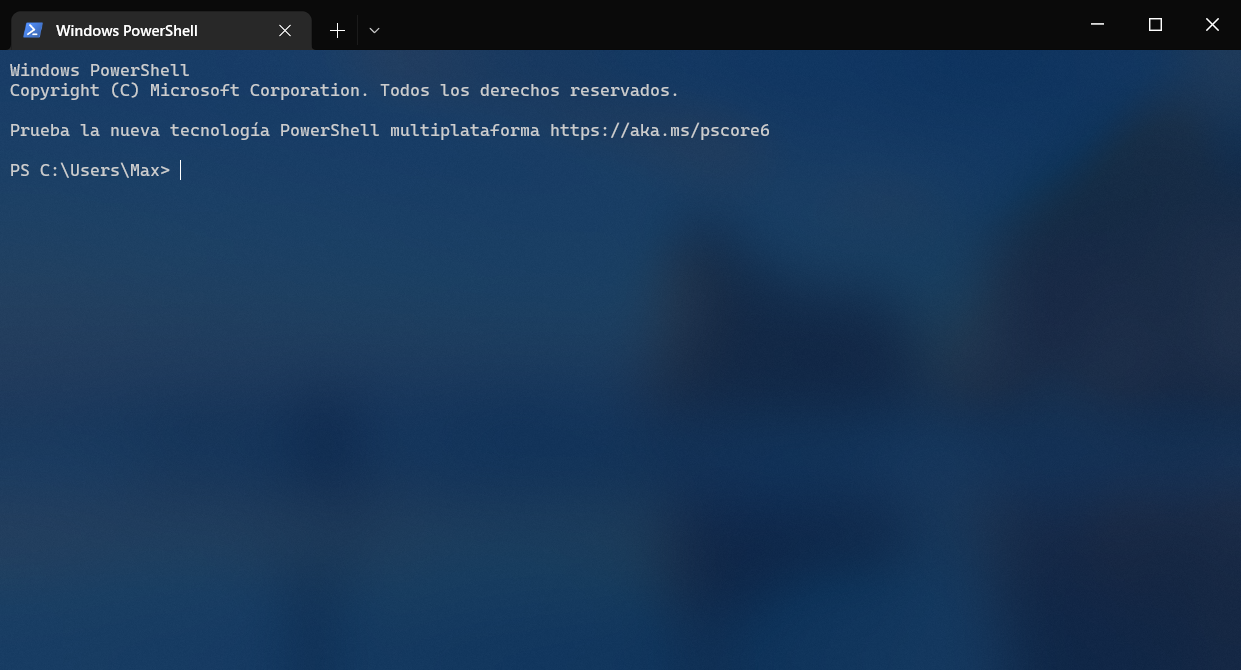 Windows PowerShell
Windows PowerShell
Copyright (C) Microsoft Corporation. Todos los derechos reservados.
Prueba la nueva tecnología PowerShell multiplataforma https://aka.ms/pscore6
PS C:\Users\Max>